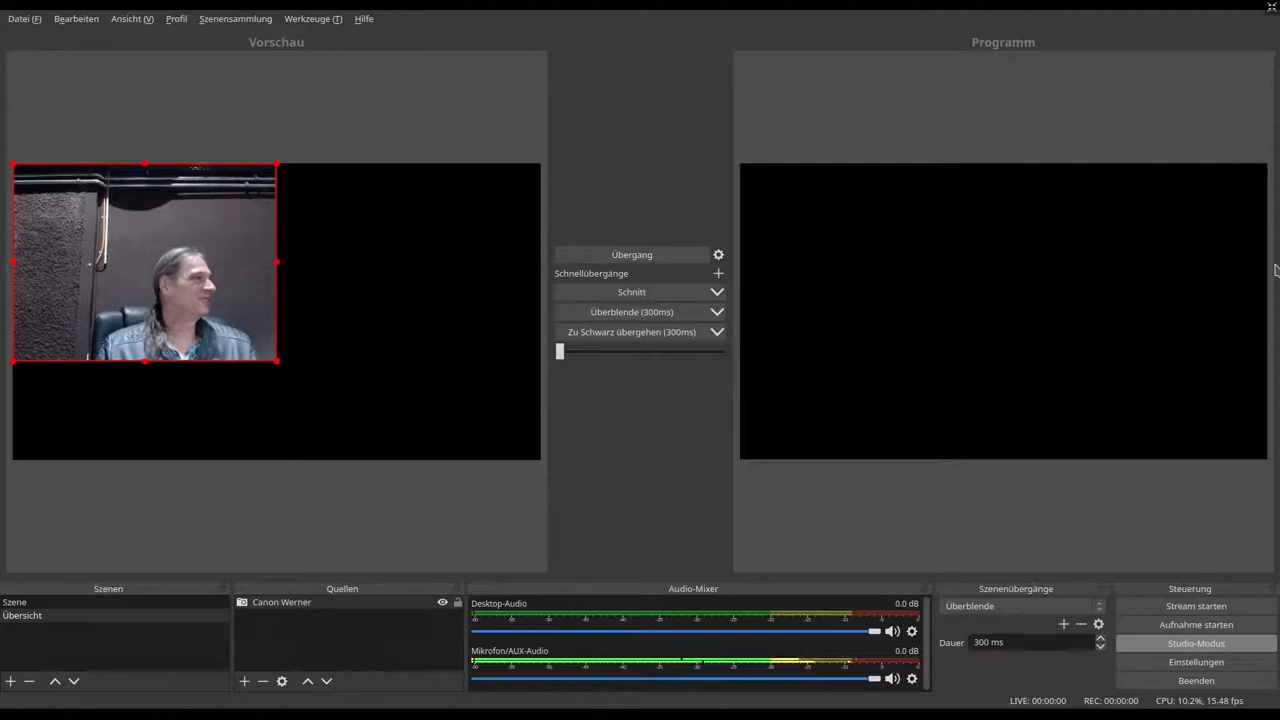 Datei (F) Bearbeiten Ansicht (V) Profil Szenensammlung Werkzeuge (T) Hilfe
Vorschau
Programm
Übergang
Schnellübergänge
Schnitt
Überblende (300ms)
Zu Schwarz übergehen (300ms)
Szenen
Szene
Übersicht
Quellen
Canon Werner
Audio-Mixer
Desktop-Audio 0.0 dB
Mikrofon/AUX-Audio 0.0 dB
Szenenübergänge
Überblende
Dauer 300 ms
Steuerung
Stream starten
Aufnahme starten
Studio-Modus
Einstellungen
Beenden
LIVE: 00:00:00 REC: 00:00:00 CPU: 10.2%, 15.48 fps